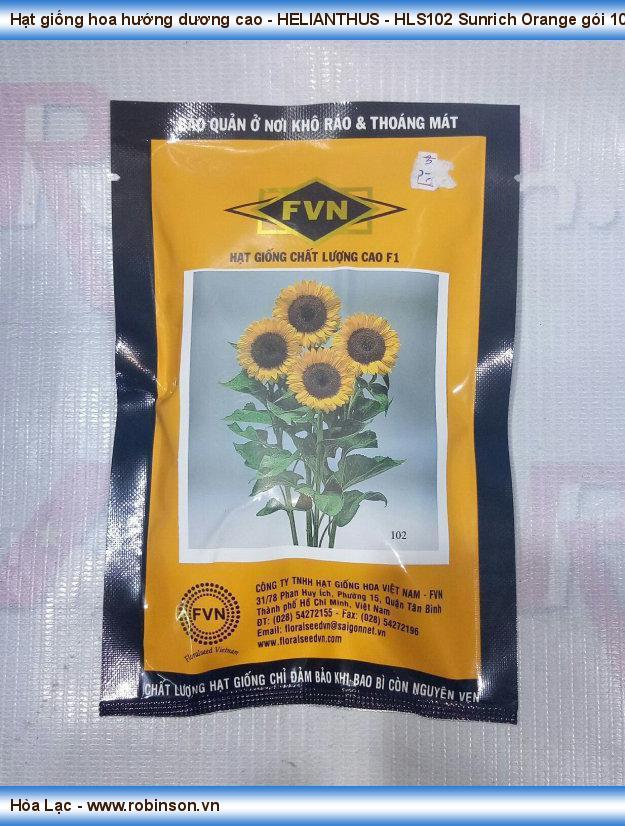 Hạt giống hoa hướng dương cao - HELIANTHUS - HLS102 Sunrich Orange gói 10
BẢO QUẢN Ở NƠI KHÔ RÁO & THOÁNG MÁT
FVN
HẠT GIỐNG CHẤT LƯỢNG CAO F1
102
CÔNG TY TNHH HẠT GIỐNG HOA VIỆT NAM - FVN
31/78 Phan Huy Ích, Phường 15, Quận Tân Bình
Thành phố Hồ Chí Minh, Việt Nam
ĐT: (028) 54272155 - Fax: (028) 54272196
Email: floralseedvn@saigonnet.vn
www.floralseedvn.com
FVN
Floralseed Vietnam
CHẤT LƯỢNG HẠT GIỐNG CHỈ ĐẢM BẢO KHI BAO BÌ CÒN NGUYÊN VẸN
Hòa Lạc - www.robinson.vn